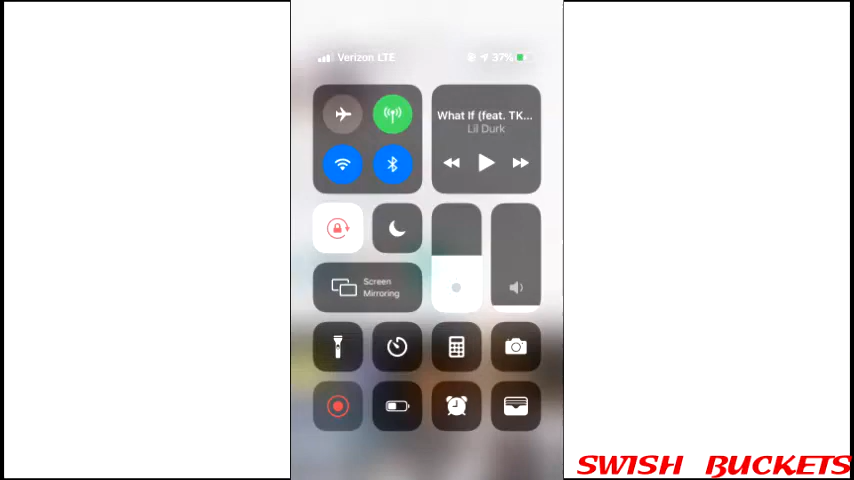 Verizon LTE 37%
What If (feat. TK...
Lil Durk
Screen
Mirroring
SWISH BUCKETS